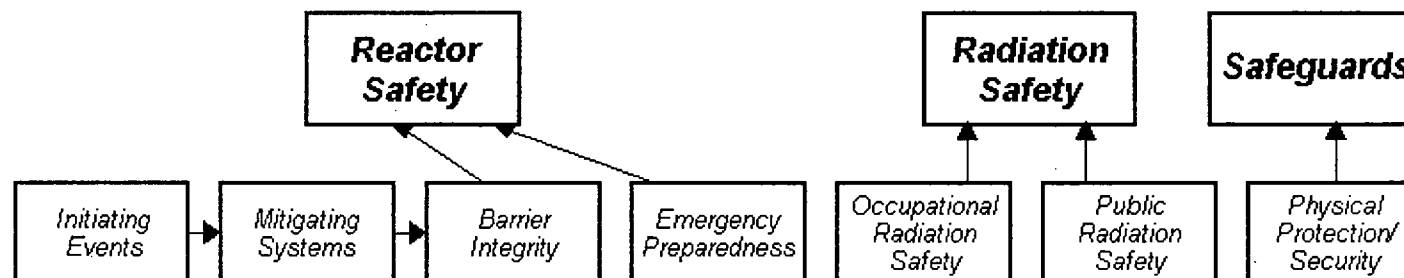 Reactor
Safety
Radiation
Safety
Safeguards
Initiating
Events
Mitigating
Systems
Barrier
Integrity
Emergency
Preparedness
Occupational
Radiation
Safety
Public
Radiation
Safety
Physical
Protection/
Security